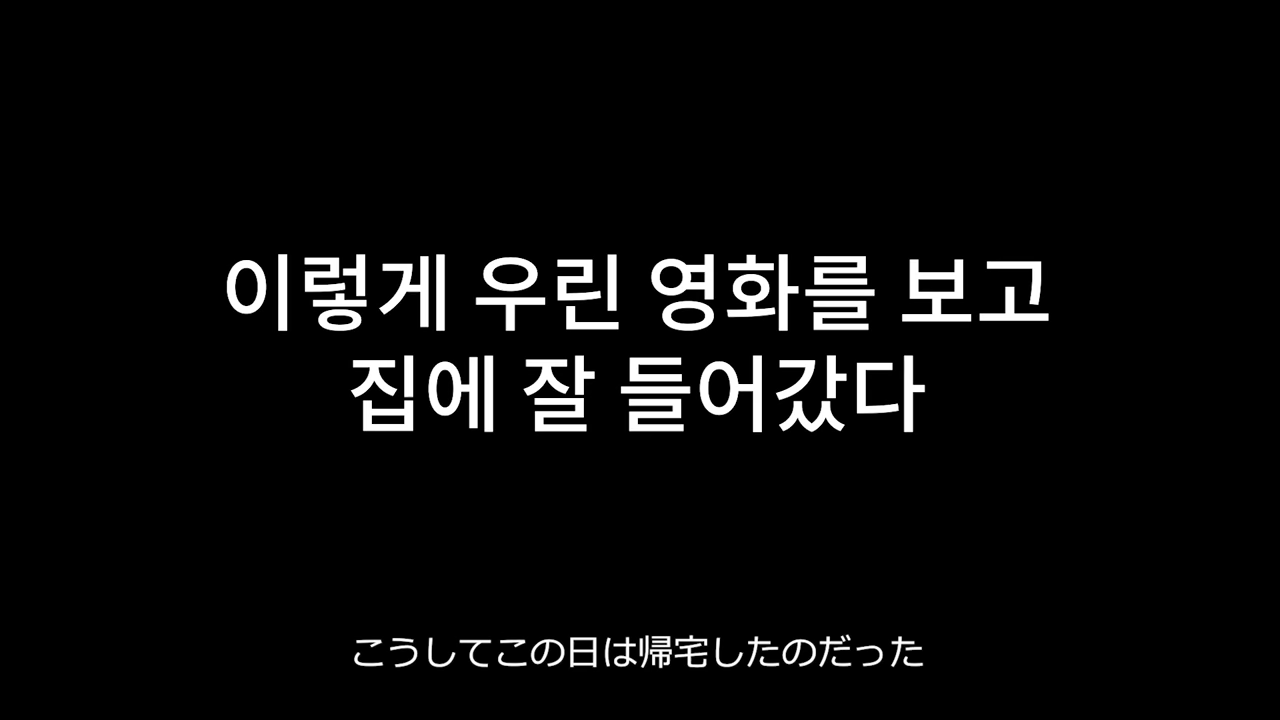 이렇게 우린 영화를 보고
집에 잘 들어갔다
こうしてこの日は帰宅したのだった